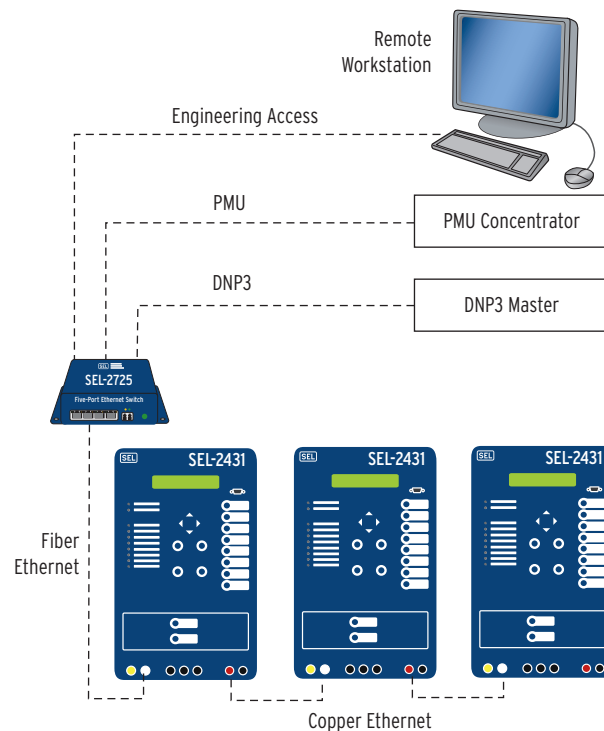 Remote
Workstation
Engineering Access
PMU
PMU Concentrator
DNP3
DNP3 Master
SEL
SEL-2725
Five-Port Ethernet Switch
SEL
SEL-2431
SEL
SEL-2431
SEL
SEL-2431
Fiber
Ethernet
Copper Ethernet